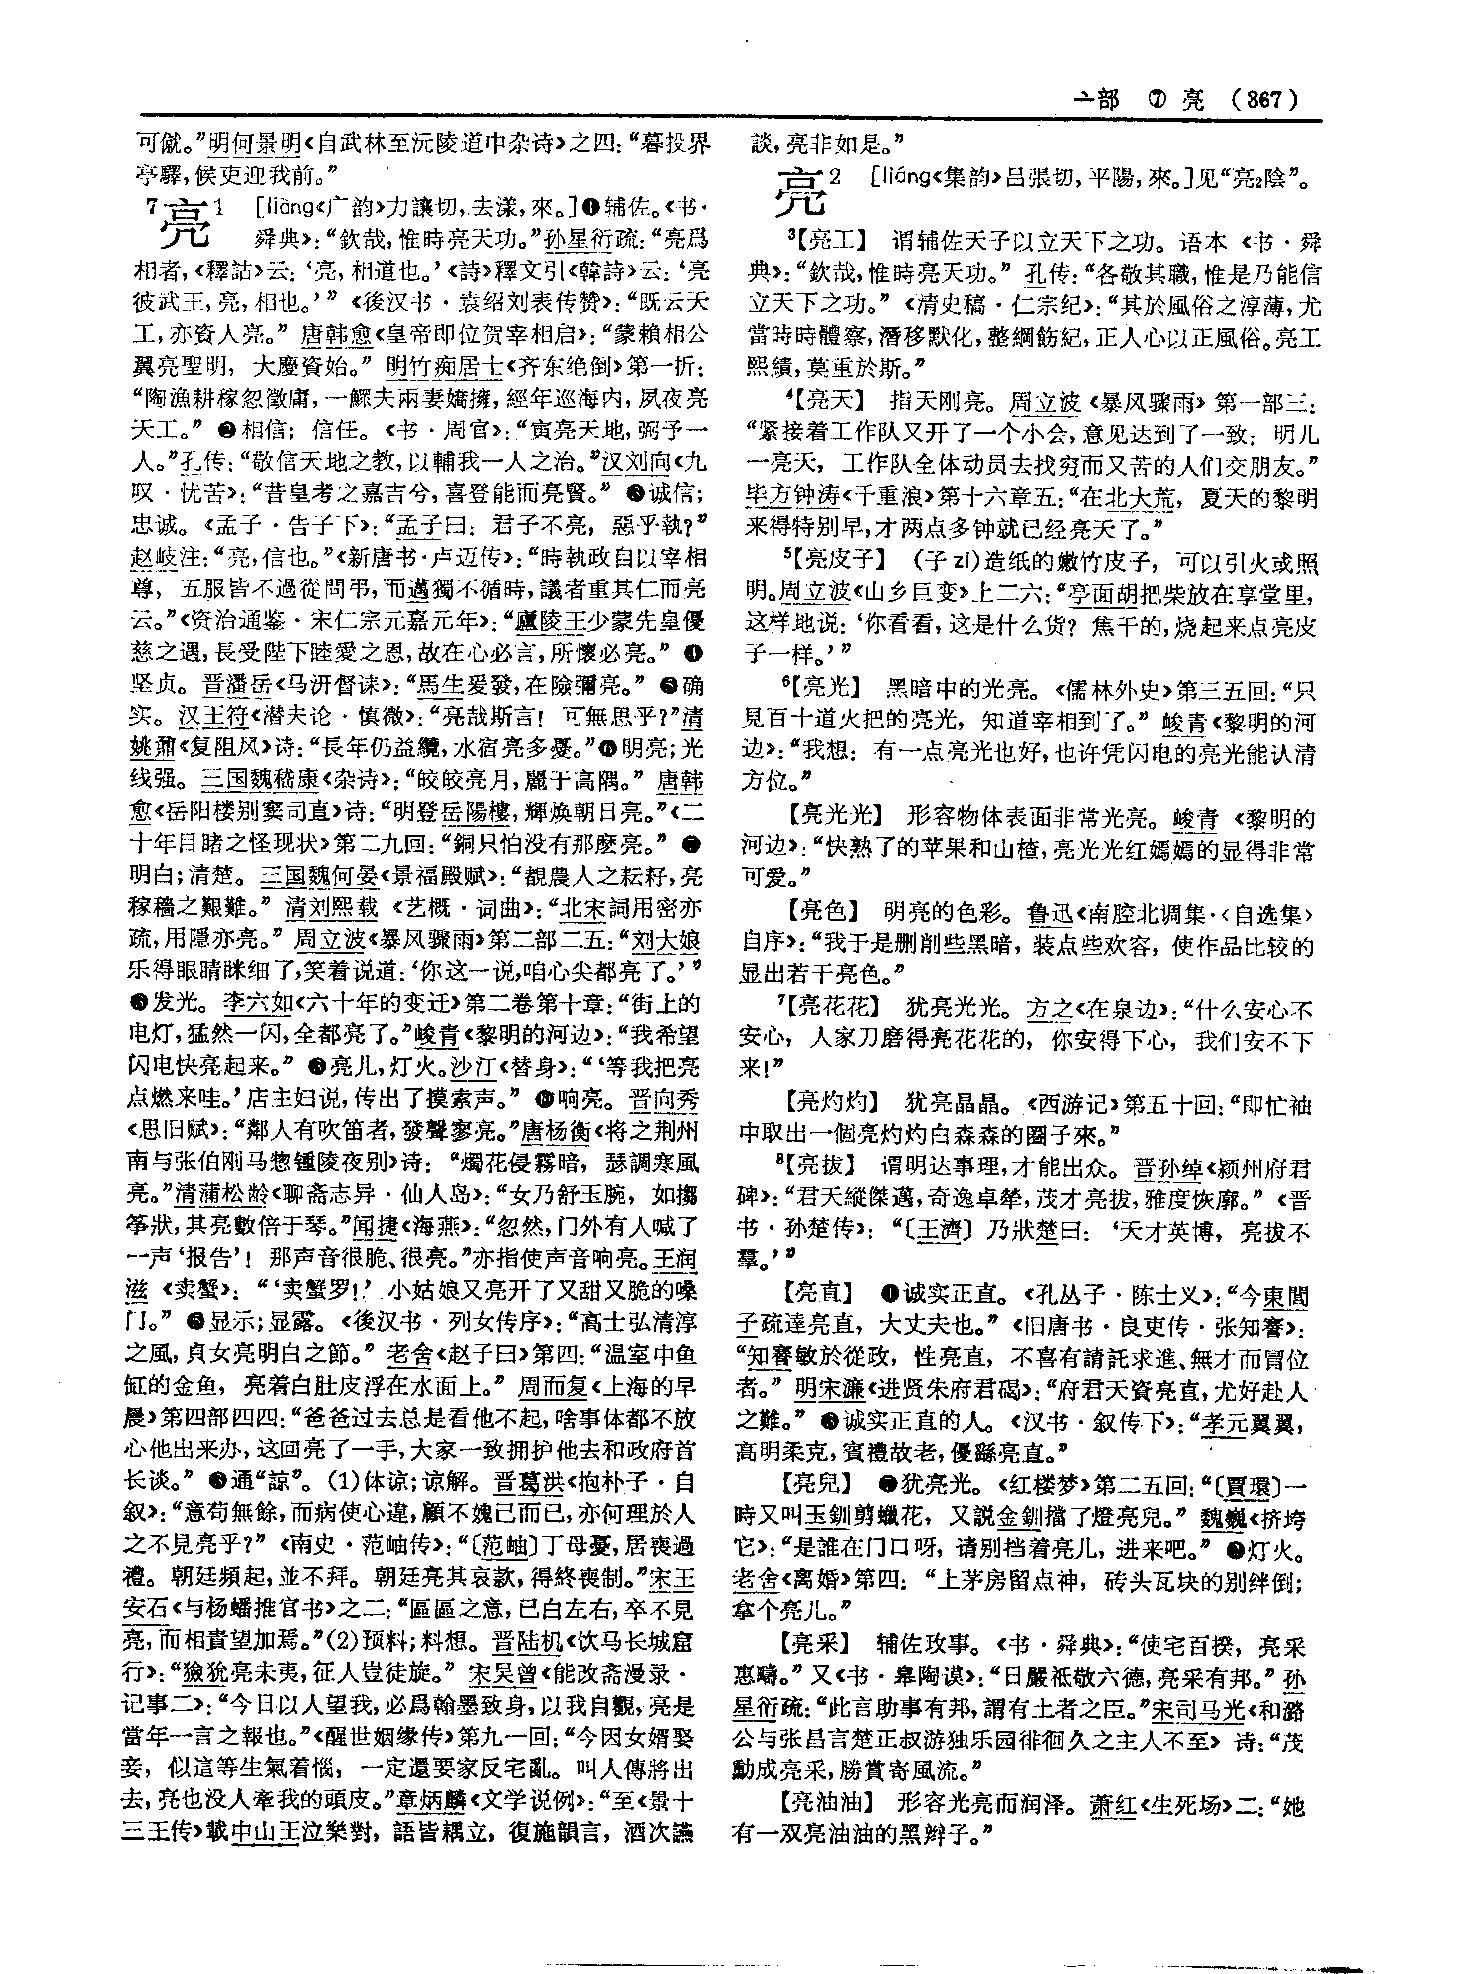 亠部 ⑦ 亮 (367)
可僦。”明何景明《自武林至沅陵道中杂诗》之四：“暮投界
亭驛，候吏迎我前。”
7亮1 [liàng《广韵》力讓切，去漾，來。]❶辅佐。《书·
舜典》：“欽哉，惟時亮天功。”孙星衍疏：“亮爲
相者，《釋詁》云：‘亮，相道也。’《詩》釋文引《韓詩》云：‘亮
彼武王，亮，相也。’”《後汉书·袁绍刘表传赞》：“既云天
工，亦資人亮。”唐韩愈《皇帝即位贺宰相启》：“蒙賴相公
翼亮聖明，大慶資始。”明竹痴居士《齐东绝倒》第一折：
“陶漁耕稼忽徵庸，一鰥夫兩妻嬌擁，經年巡海内，夙夜亮
天工。”❷相信；信任。《书·周官》：“寅亮天地，弼予一
人。”孔传：“敬信天地之教，以輔我一人之治。”汉刘向《九
叹·忧苦》：“昔皇考之嘉吉兮，喜登能而亮賢。”❸诚信；
忠诚。《孟子·告子下》：“孟子曰：君子不亮，惡乎執？”
赵岐注：“亮，信也。”《新唐书·卢迈传》：“時執政自以宰相
尊，五服皆不過從問弔，而邁獨不循時，議者重其仁而亮
云。”《资治通鉴·宋仁宗元嘉元年》：“廬陵王少蒙先皇優
慈之遇，長受陛下睦愛之恩，故在心必言，所懷必亮。”❹
坚贞。晋潘岳《马汧督诔》：“馬生爰發，在險彌亮。”❺确
实。汉王符《潜夫论·慎微》：“亮哉斯言！可無思乎？”清
姚鼐《复阻风》诗：“長年仍益纜，水宿亮多憂。”❻明亮；光
线强。三国魏嵇康《杂诗》：“皎皎亮月，麗于高隅。”唐韩
愈《岳阳楼别窦司直》诗：“明登岳陽樓，輝焕朝日亮。”《二
十年目睹之怪现状》第二九回：“銅只怕没有那麽亮。”❼
明白；清楚。三国魏何晏《景福殿赋》：“覩農人之耘耔，亮
稼穡之艱難。”清刘熙载《艺概·词曲》：“北宋詞用密亦
疏，用隱亦亮。”周立波《暴风骤雨》第二部二五：“刘大娘
乐得眼睛眯细了，笑着说道：‘你这一说，咱心尖都亮了。’”
❽发光。李六如《六十年的变迁》第二卷第十章：“街上的
电灯，猛然一闪，全都亮了。”峻青《黎明的河边》：“我希望
闪电快亮起来。”❾亮儿，灯火。沙汀《替身》：“‘等我把亮
点燃来哇。’店主妇说，传出了摸索声。”❿响亮。晋向秀
《思旧赋》：“鄰人有吹笛者，發聲寥亮。”唐杨衡《将之荆州
南与张伯刚马惣锺陵夜别》诗：“燭花侵霧暗，瑟調寒風
亮。”清蒲松龄《聊斋志异·仙人岛》：“女乃舒玉腕，如搊
筝狀，其亮數倍于琴。”闻捷《海燕》：“忽然，门外有人喊了
一声‘报告’！那声音很脆、很亮。”亦指使声音响亮。王润
滋《卖蟹》：“‘卖蟹罗！’小姑娘又亮开了又甜又脆的嗓
门。”⓫显示；显露。《後汉书·列女传序》：“高士弘清淳
之風，貞女亮明白之節。”老舍《赵子曰》第四：“温室中鱼
缸的金鱼，亮着白肚皮浮在水面上。”周而复《上海的早
晨》第四部四四：“爸爸过去总是看他不起，啥事体都不放
心他出来办，这回亮了一手，大家一致拥护他去和政府首
长谈。”⓬通“諒”。(1)体谅；谅解。晋葛洪《抱朴子·自
叙》：“意苟無餘，而病使心違，顧不媿己而已，亦何理於人
之不見亮乎？”《南史·范岫传》：“〔范岫〕丁母憂，居喪過
禮。朝廷頻起，並不拜。朝廷亮其哀款，得終喪制。”宋王
安石《与杨蟠推官书》之二：“區區之意，已白左右，卒不見
亮，而相責望加焉。”(2)预料；料想。晋陆机《饮马长城窟
行》：“獫狁亮未夷，征人豈徒旋。”宋吴曾《能改斋漫录·
记事二》：“今日以人望我，必爲翰墨致身，以我自觀，亮是
當年一言之報也。”《醒世姻缘传》第九一回：“今因女婿娶
妾，似這等生氣着惱，一定還要家反宅亂。叫人傳將出
去，亮也没人牽我的頭皮。”章炳麟《文学说例》：“至《景十
三王传》載中山王泣樂對，語皆耦立，復施韻言，酒次讌
談，亮非如是。”
亮2 [liáng《集韵》吕張切，平陽，來。]见“亮2陰”。
3【亮工】 谓辅佐天子以立天下之功。语本《书·舜
典》：“欽哉，惟時亮天功。”孔传：“各敬其職，惟是乃能信
立天下之功。”《清史稿·仁宗纪》：“其於風俗之淳薄，尤
當時時體察，潛移默化，整綱飭紀，正人心以正風俗。亮工
熙績，莫重於斯。”
4【亮天】 指天刚亮。周立波《暴风骤雨》第一部三：
“紧接着工作队又开了一个小会，意见达到了一致：明儿
一亮天，工作队全体动员去找穷而又苦的人们交朋友。”
毕方钟涛《千重浪》第十六章五：“在北大荒，夏天的黎明
来得特别早，才两点多钟就已经亮天了。”
5【亮皮子】 (子 zi)造纸的嫩竹皮子，可以引火或照
明。周立波《山乡巨变》上二六：“亭面胡把柴放在享堂里，
这样地说：‘你看看，这是什么货？焦干的，烧起来点亮皮
子一样。’”
6【亮光】 黑暗中的光亮。《儒林外史》第三五回：“只
見百十道火把的亮光，知道宰相到了。”峻青《黎明的河
边》：“我想：有一点亮光也好，也许凭闪电的亮光能认清
方位。”
【亮光光】 形容物体表面非常光亮。峻青《黎明的
河边》：“快熟了的苹果和山楂，亮光光红嫣嫣的显得非常
可爱。”
【亮色】 明亮的色彩。鲁迅《南腔北调集·〈自选集〉
自序》：“我于是删削些黑暗，装点些欢容，使作品比较的
显出若干亮色。”
7【亮花花】 犹亮光光。方之《在泉边》：“什么安心不
安心，人家刀磨得亮花花的，你安得下心，我们安不下
来！”
【亮灼灼】 犹亮晶晶。《西游记》第五十回：“即忙袖
中取出一個亮灼灼白森森的圈子來。”
8【亮拔】 谓明达事理，才能出众。晋孙绰《颍州府君
碑》：“君天縱傑邁，奇逸卓犖，茂才亮拔，雅度恢廓。”《晋
书·孙楚传》：“〔王濟〕乃狀楚曰：‘天才英博，亮拔不
羣。’”
【亮直】 ❶诚实正直。《孔丛子·陈士义》：“今東閭
子疏達亮直，大丈夫也。”《旧唐书·良吏传·张知謇》：
“知謇敏於從政，性亮直，不喜有請託求進、無才而冒位
者。”明宋濂《进贤朱府君碣》：“府君天資亮直，尤好赴人
之難。”❷诚实正直的人。《汉书·叙传下》：“孝元翼翼，
高明柔克，賓禮故老，優繇亮直。”
【亮兒】 ❶犹亮光。《红楼梦》第二五回：“〔賈環〕一
時又叫玉釧剪蠟花，又說金釧擋了燈亮兒。”魏巍《挤垮
它》：“是誰在门口呀，请别挡着亮儿，进来吧。”❷灯火。
老舍《离婚》第四：“上茅房留点神，砖头瓦块的别绊倒；
拿个亮儿。”
【亮采】 辅佐政事。《书·舜典》：“使宅百揆，亮采
惠疇。”又《书·皋陶谟》：“日嚴祗敬六德，亮采有邦。”孙
星衍疏：“此言助事有邦，謂有土者之臣。”宋司马光《和潞
公与张昌言楚正叔游独乐园徘徊久之主人不至》诗：“茂
勳成亮采，勝賞寄風流。”
【亮油油】 形容光亮而润泽。萧红《生死场》二：“她
有一双亮油油的黑辫子。”